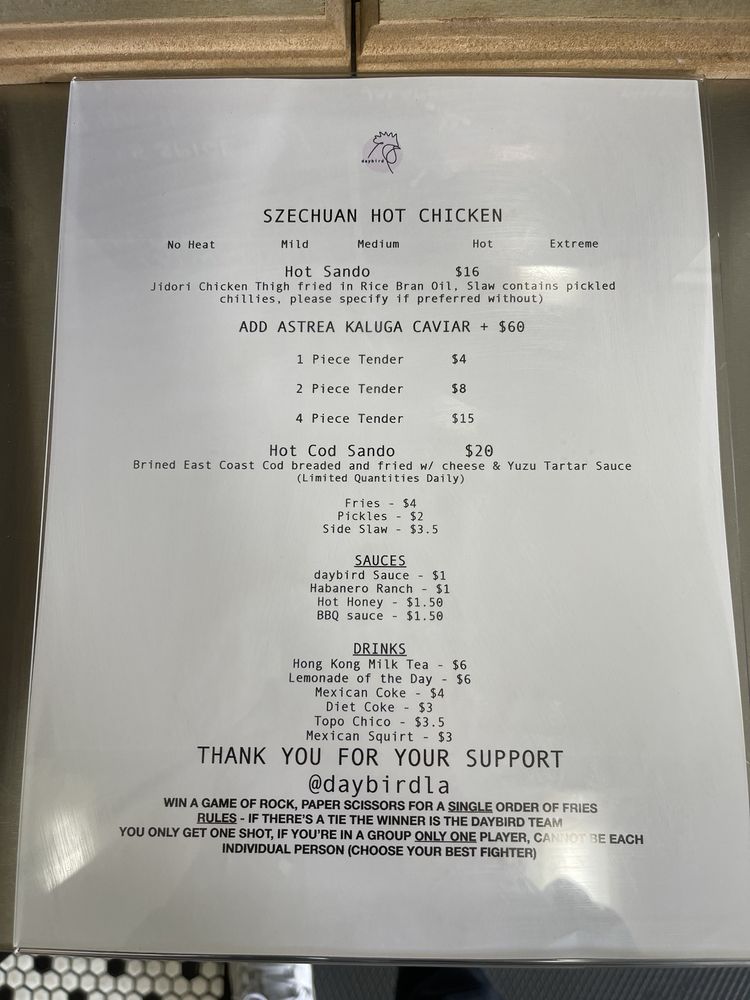 daybird
SZECHUAN HOT CHICKEN
No Heat Mild Medium Hot Extreme
Hot Sando $16
Jidori Chicken Thigh fried in Rice Bran Oil, Slaw contains pickled
chillies, please specify if preferred without)
ADD ASTREA KALUGA CAVIAR + $60
1 Piece Tender $4
2 Piece Tender $8
4 Piece Tender $15
Hot Cod Sando $20
Brined East Coast Cod breaded and fried w/ cheese & Yuzu Tartar Sauce
(Limited Quantities Daily)
Fries - $4
Pickles - $2
Side Slaw - $3.5
SAUCES
daybird Sauce - $1
Habanero Ranch - $1
Hot Honey - $1.50
BBQ sauce - $1.50
DRINKS
Hong Kong Milk Tea - $6
Lemonade of the Day - $6
Mexican Coke - $4
Diet Coke - $3
Topo Chico - $3.5
Mexican Squirt - $3
THANK YOU FOR YOUR SUPPORT
@daybirdla
WIN A GAME OF ROCK, PAPER SCISSORS FOR A SINGLE ORDER OF FRIES
RULES - IF THERE'S A TIE THE WINNER IS THE DAYBIRD TEAM
YOU ONLY GET ONE SHOT, IF YOU'RE IN A GROUP ONLY ONE PLAYER, CANNOT BE EACH
INDIVIDUAL PERSON (CHOOSE YOUR BEST FIGHTER)